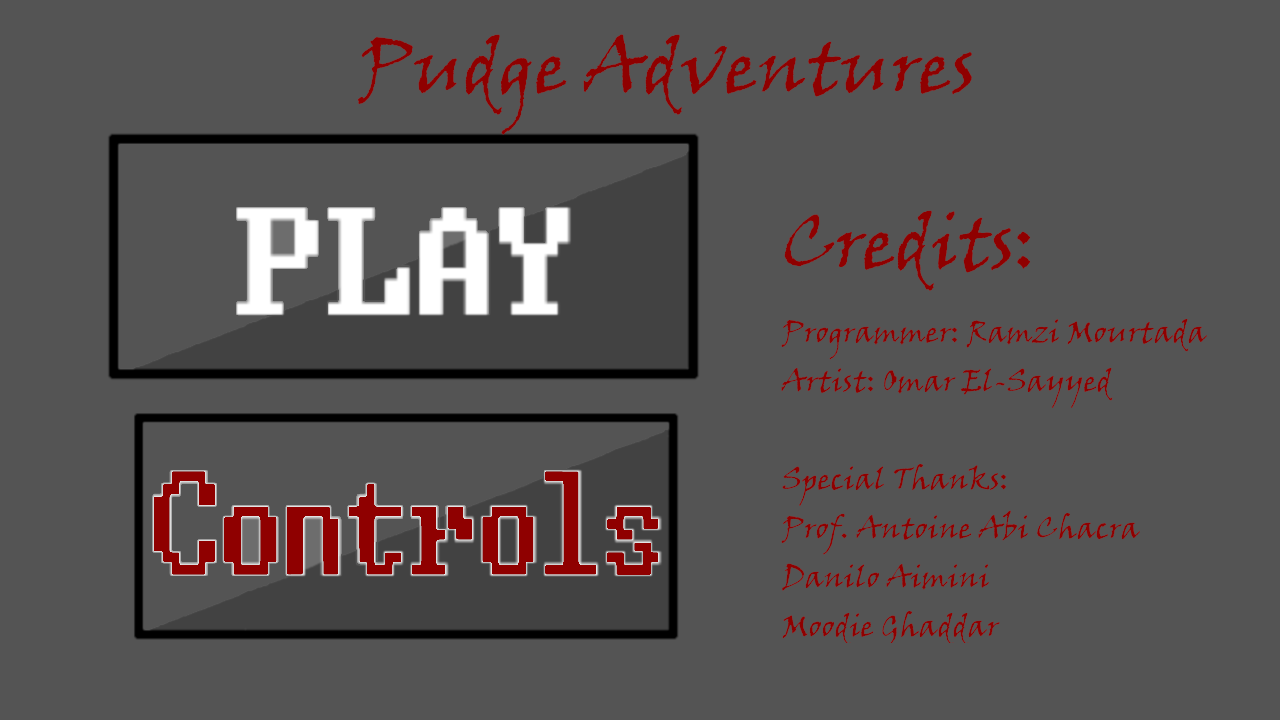 Pudge Adventures
PLAY
Controls
Credits:
Programmer: Ramzi Mourtada
Artist: Omar El-Sayyed
Special Thanks:
Prof. Antoine Abi Chacra
Danilo Aimini
Moodie Ghaddar